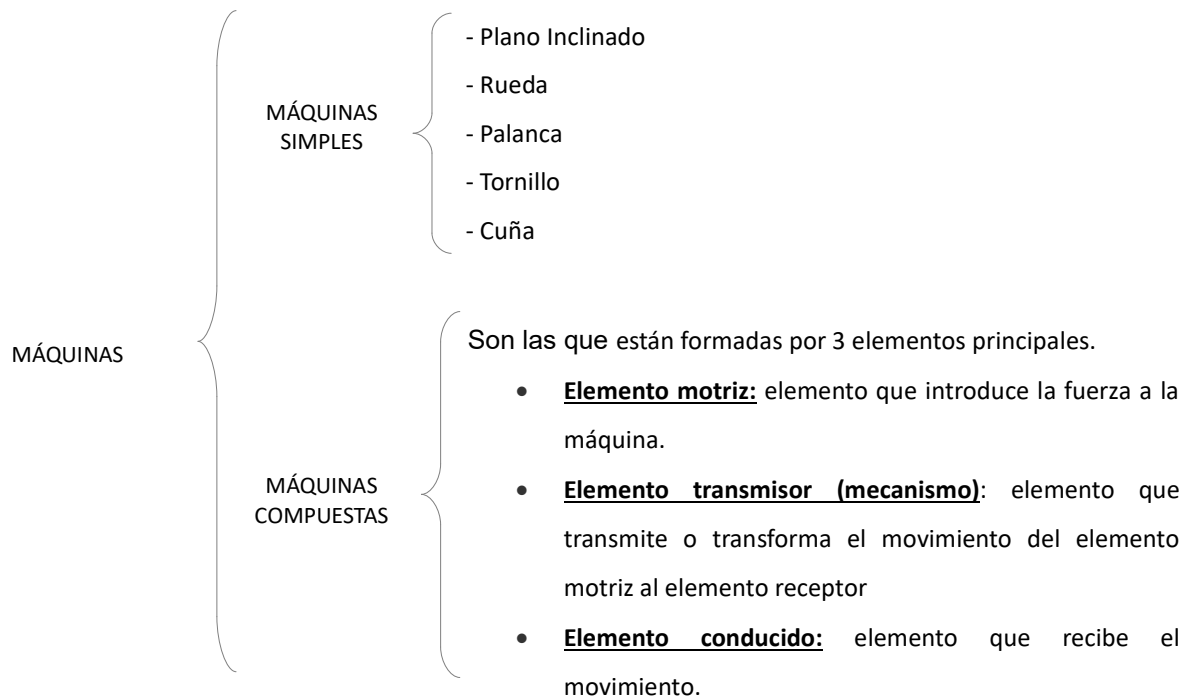 MÁQUINAS
MÁQUINAS
SIMPLES
- Plano Inclinado
- Rueda
- Palanca
- Tornillo
- Cuña
MÁQUINAS
COMPUESTAS
Son las que están formadas por 3 elementos principales.
• Elemento motriz: elemento que introduce la fuerza a la
máquina.
• Elemento transmisor (mecanismo): elemento que
transmite o transforma el movimiento del elemento
motriz al elemento receptor
• Elemento conducido: elemento que recibe el
movimiento.